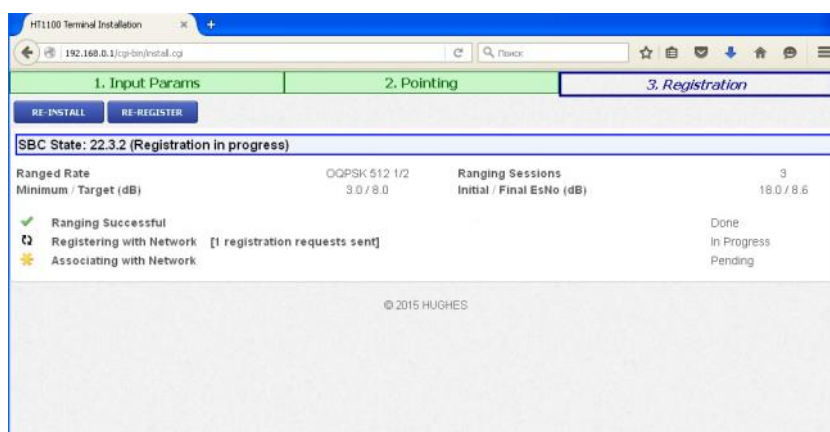 HT1100 Terminal Installation
192.168.0.1/cgi-bin/install.cgi
Поиск
1. Input Params
2. Pointing
3. Registration
RE-INSTALL
RE-REGISTER
SBC State: 22.3.2 (Registration in progress)
Ranged Rate OQPSK 512 1/2 Ranging Sessions 3
Minimum / Target (dB) 3.0 / 8.0 Initial / Final EsNo (dB) 18.0 / 8.6
Ranging Successful Done
Registering with Network [1 registration requests sent] In Progress
Associating with Network Pending
© 2015 HUGHES